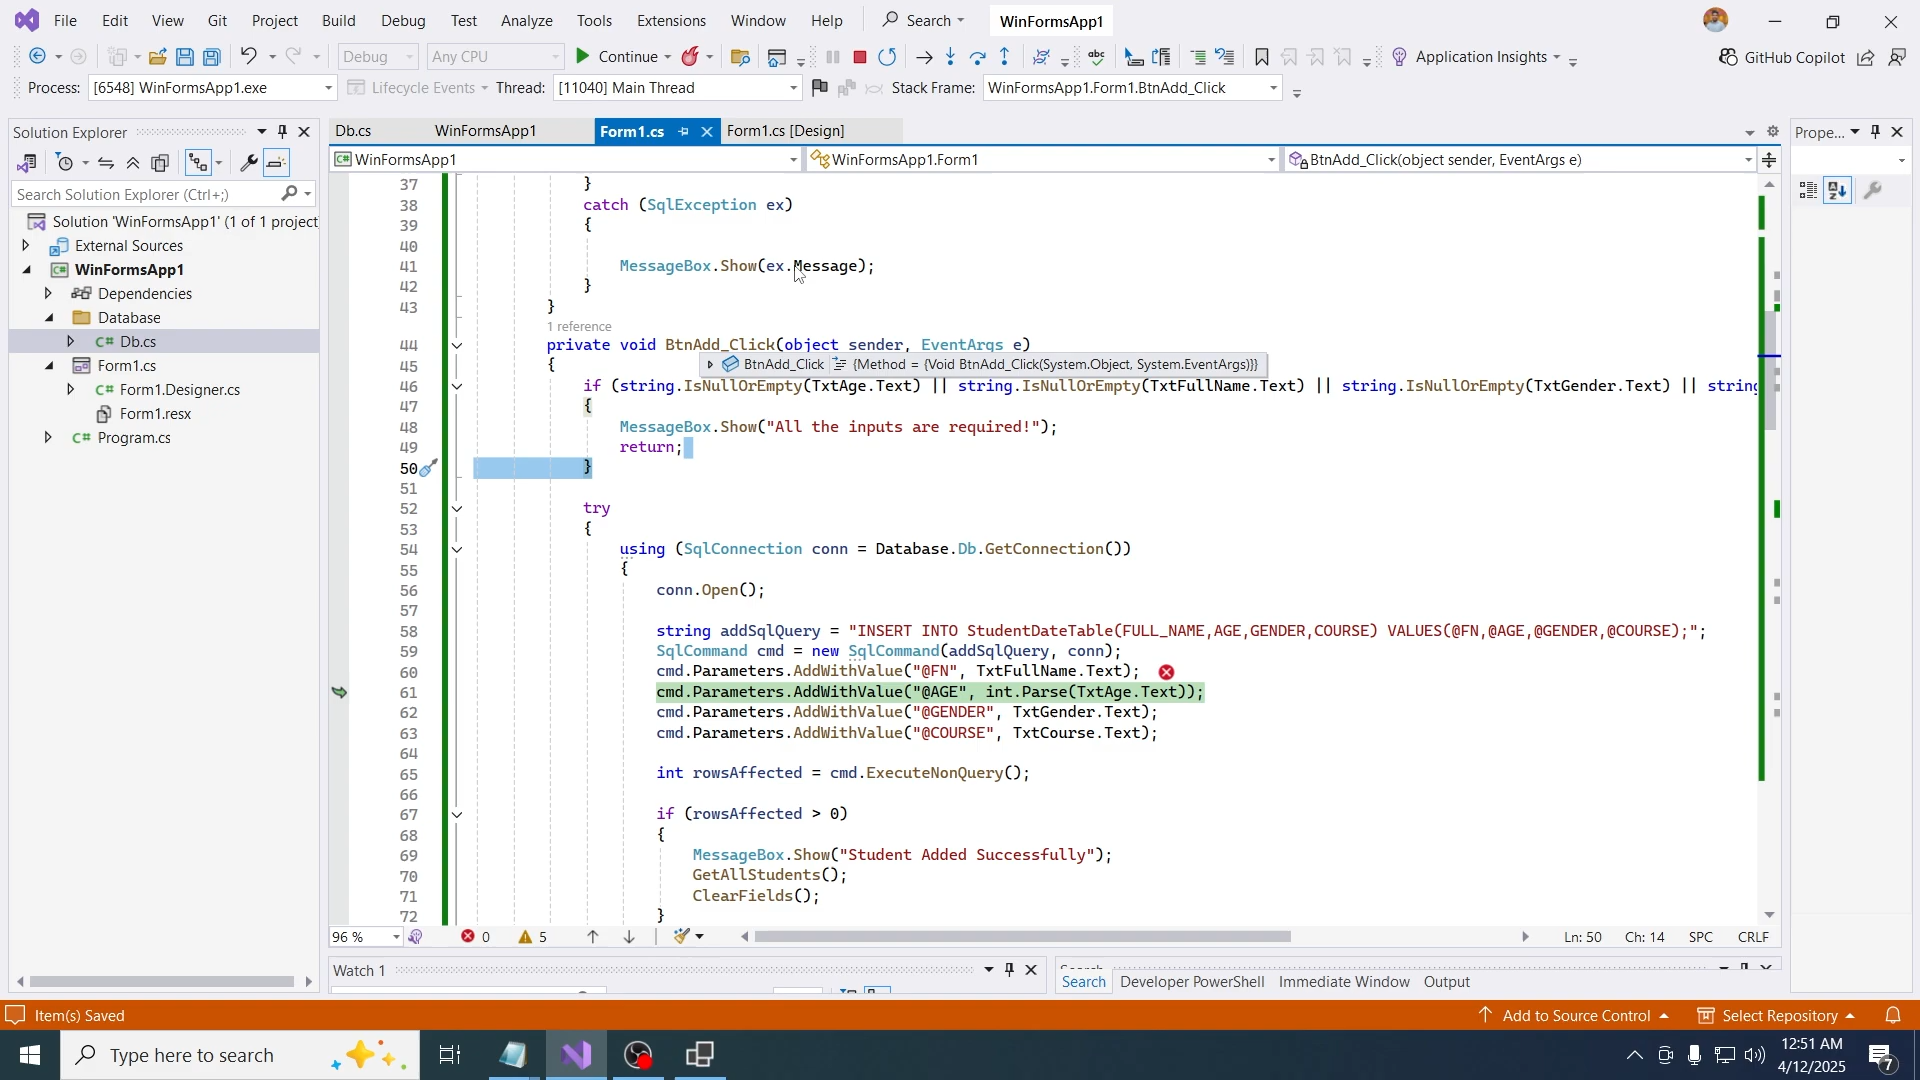 File Edit View Git Project Build Debug Test Analyze Tools Extensions Window Help Search WinFormsApp1
Debug Any CPU Continue abc Application Insights GitHub Copilot
Process: [6548] WinFormsApp1.exe Lifecycle Events Thread: [11040] Main Thread Stack Frame: WinFormsApp1.Form1.BtnAdd_Click
Solution Explorer
Search Solution Explorer (Ctrl+;)
Solution 'WinFormsApp1' (1 of 1 project
External Sources
WinFormsApp1
Dependencies
Database
C# Db.cs
Form1.cs
C# Form1.Designer.cs
Form1.resx
C# Program.cs
Db.cs WinFormsApp1 Form1.cs Form1.cs [Design]
C# WinFormsApp1 WinFormsApp1.Form1 BtnAdd_Click(object sender, EventArgs e)
37 }
38 catch (SqlException ex)
39 {
40
41 MessageBox.Show(ex.Message);
42 }
43 }
1 reference
44 private void BtnAdd_Click(object sender, EventArgs e)
45 {
BtnAdd_Click {Method = {Void BtnAdd_Click(System.Object, System.EventArgs)}}
46 if (string.IsNullOrEmpty(TxtAge.Text) || string.IsNullOrEmpty(TxtFullName.Text) || string.IsNullOrEmpty(TxtGender.Text) || string
47 {
48 MessageBox.Show("All the inputs are required!");
49 return;
50 }
51
52 try
53 {
54 using (SqlConnection conn = Database.Db.GetConnection())
55 {
56 conn.Open();
57
58 string addSqlQuery = "INSERT INTO StudentDateTable(FULL_NAME,AGE,GENDER,COURSE) VALUES(@FN,@AGE,@GENDER,@COURSE);";
59 SqlCommand cmd = new SqlCommand(addSqlQuery, conn);
60 cmd.Parameters.AddWithValue("@FN", TxtFullName.Text);
61 cmd.Parameters.AddWithValue("@AGE", int.Parse(TxtAge.Text));
62 cmd.Parameters.AddWithValue("@GENDER", TxtGender.Text);
63 cmd.Parameters.AddWithValue("@COURSE", TxtCourse.Text);
64
65 int rowsAffected = cmd.ExecuteNonQuery();
66
67 if (rowsAffected > 0)
68 {
69 MessageBox.Show("Student Added Successfully");
70 GetAllStudents();
71 ClearFields();
72 }
96 % 0 5 Ln: 50 Ch: 14 SPC CRLF
Watch 1
Search Developer PowerShell Immediate Window Output
Prope...
Item(s) Saved Add to Source Control Select Repository
Type here to search
12:51 AM
4/12/2025
7